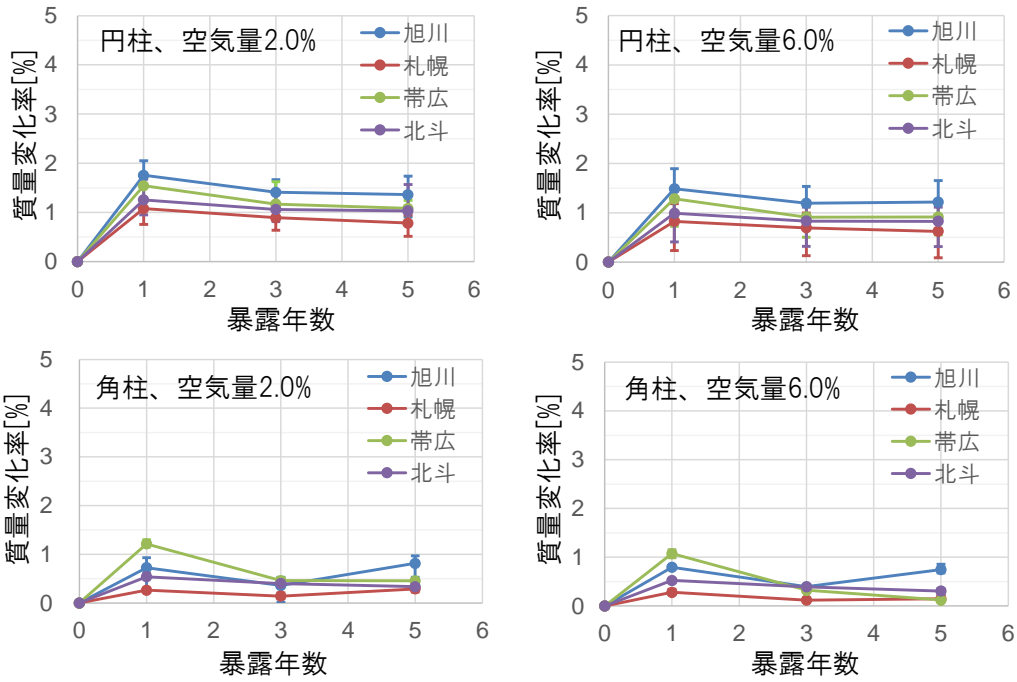 円柱、空気量2.0%
旭川
札幌
帯広
北斗
質量変化率[%]
5
4
3
2
1
0
0 1 2 3 4 5 6
暴露年数
円柱、空気量6.0%
旭川
札幌
帯広
北斗
質量変化率[%]
5
4
3
2
1
0
0 1 2 3 4 5 6
暴露年数
角柱、空気量2.0%
旭川
札幌
帯広
北斗
質量変化率[%]
5
4
3
2
1
0
0 1 2 3 4 5 6
暴露年数
角柱、空気量6.0%
旭川
札幌
帯広
北斗
質量変化率[%]
5
4
3
2
1
0
0 1 2 3 4 5 6
暴露年数